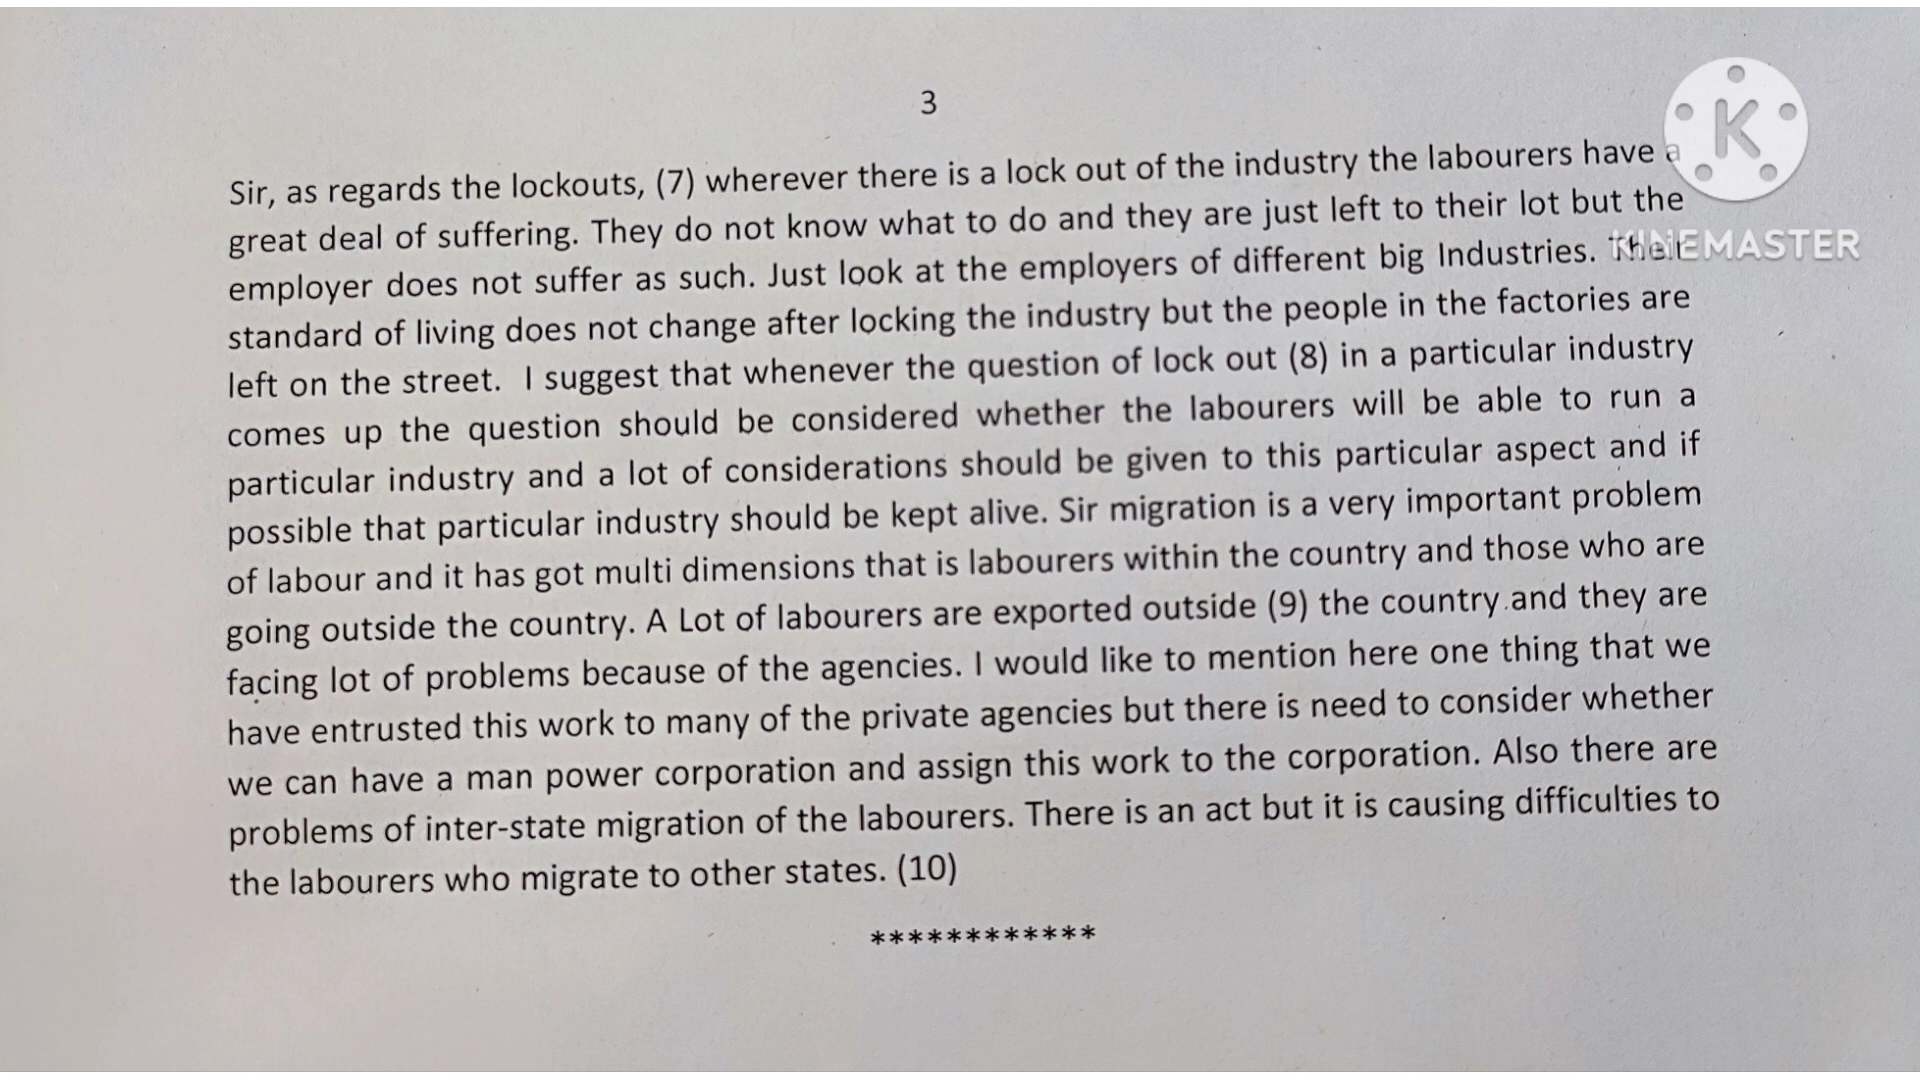 3
Sir, as regards the lockouts, (7) wherever there is a lock out of the industry the labourers have a
great deal of suffering. They do not know what to do and they are just left to their lot but the
employer does not suffer as such. Just look at the employers of different big Industries. Their
standard of living does not change after locking the industry but the people in the factories are
left on the street. I suggest that whenever the question of lock out (8) in a particular industry
comes up the question should be considered whether the labourers will be able to run a
particular industry and a lot of considerations should be given to this particular aspect and if
possible that particular industry should be kept alive. Sir migration is a very important problem
of labour and it has got multi dimensions that is labourers within the country and those who are
going outside the country. A Lot of labourers are exported outside (9) the country and they are
facing lot of problems because of the agencies. I would like to mention here one thing that we
have entrusted this work to many of the private agencies but there is need to consider whether
we can have a man power corporation and assign this work to the corporation. Also there are
problems of inter-state migration of the labourers. There is an act but it is causing difficulties to
the labourers who migrate to other states. (10)
************
K
KINEMASTER